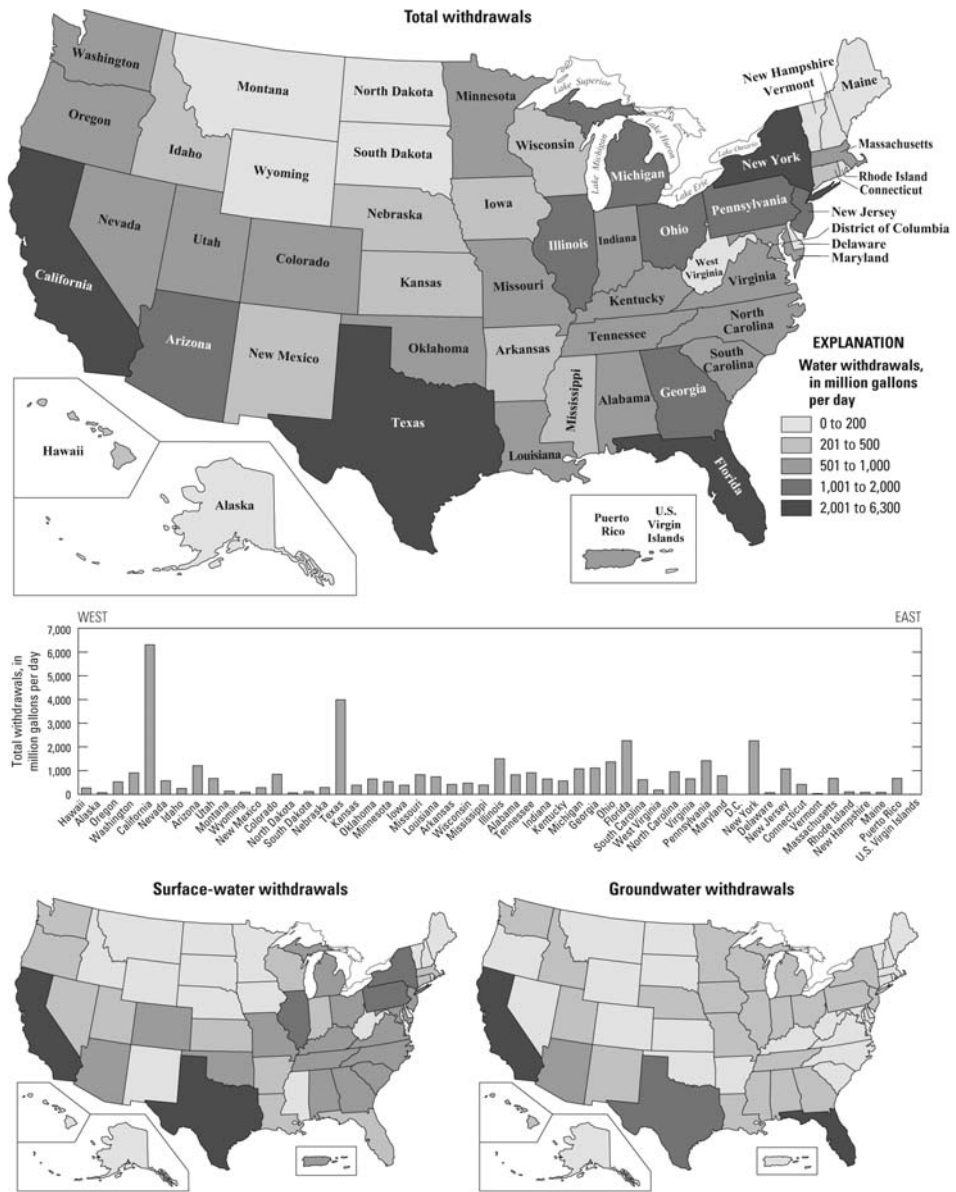 Total withdrawals
Washington
Montana
North Dakota
Minnesota
Lake Superior
New Hampshire
Vermont
Maine
Oregon
Idaho
Wyoming
South Dakota
Wisconsin
Lake Michigan
Lake Huron
Michigan
Lake Ontario
Lake Erie
New York
Massachusetts
Rhode Island
Connecticut
Nevada
Utah
Colorado
Nebraska
Iowa
Illinois
Indiana
Ohio
Pennsylvania
New Jersey
District of Columbia
Delaware
Maryland
California
Kansas
Missouri
Kentucky
West
Virginia
Virginia
Arizona
New Mexico
Oklahoma
Arkansas
Tennessee
North
Carolina
South
Carolina
Texas
Louisiana
Mississippi
Alabama
Georgia
Florida
Hawaii
Alaska
Puerto
Rico
U.S.
Virgin
Islands
EXPLANATION
Water withdrawals,
in million gallons
per day
0 to 200
201 to 500
501 to 1,000
1,001 to 2,000
2,001 to 6,300
WEST
EAST
Total withdrawals, in
million gallons per day
7,000
6,000
5,000
4,000
3,000
2,000
1,000
0
Hawaii
Alaska
Oregon
Washington
California
Nevada
Idaho
Arizona
Utah
Montana
Wyoming
New Mexico
Colorado
North Dakota
South Dakota
Nebraska
Texas
Kansas
Oklahoma
Minnesota
Iowa
Missouri
Louisiana
Arkansas
Wisconsin
Mississippi
Illinois
Alabama
Tennessee
Indiana
Kentucky
Michigan
Georgia
Ohio
Florida
South Carolina
West Virginia
North Carolina
Virginia
Pennsylvania
Maryland
D.C.
New York
Delaware
New Jersey
Connecticut
Vermont
Massachusetts
Rhode Island
New Hampshire
Maine
Puerto Rico
U.S. Virgin Islands
Surface-water withdrawals
Groundwater withdrawals